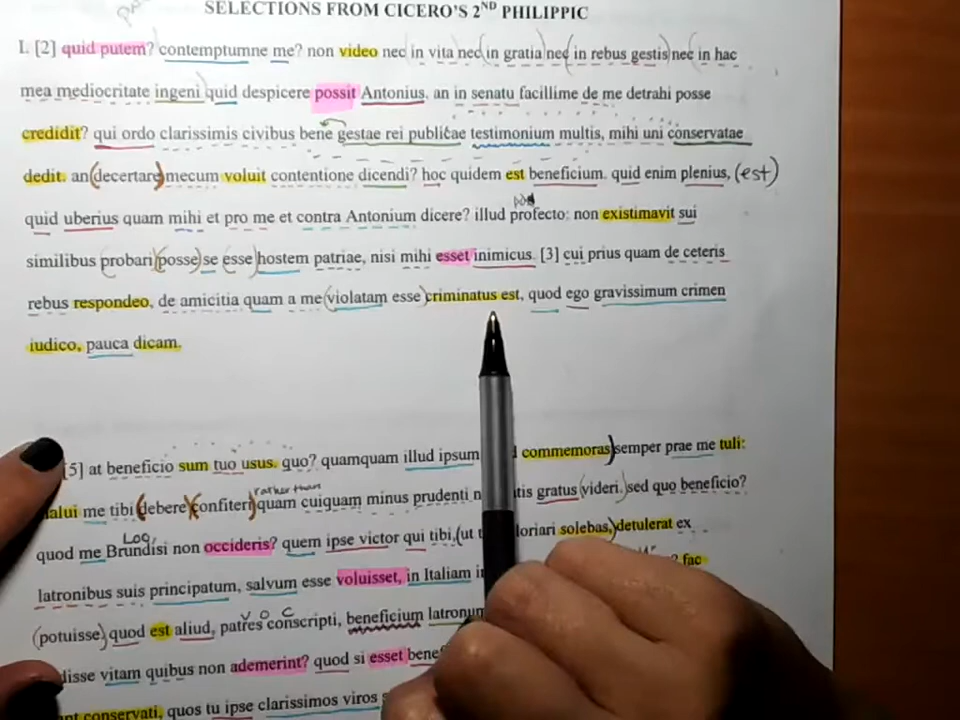 SELECTIONS FROM CICERO'S 2ND PHILIPPIC
I. [2] quid putem? contemptumne me? non video nec in vita nec in gratia nec in rebus gestis nec in hac
mea mediocritate ingeni quid despicere possit Antonius, an in senatu facillime de me detrahi posse
credidit? qui ordo clarissimis civibus bene gestae rei publicae testimonium multis, mihi uni conservatae
dedit. an (decertare) mecum voluit contentione dicendi? hoc quidem est beneficium. quid enim plenius, (est)
quid uberius quam mihi et pro me et contra Antonium dicere? illud profecto: non existimavit sui
similibus probari (posse) se esse hostem patriae, nisi mihi esset inimicus. [3] cui prius quam de ceteris
rebus respondeo, de amicitia quam a me (violatam esse) criminatus est, quod ego gravissimum crimen
iudico, pauca dicam.
[5] at beneficio sum tuo usus. quo? quamquam illud ipsum commemoras) semper prae me tuli:
rather than
me tibi (debere) (confiteri) quam cuiquam minus prudenti gratus (videri.) sed quo beneficio?
Loc
quod me Brundisi non occideris? quem ipse victor qui tibi, (ut solebas,) detulerat ex
latronibus suis principatum, salvum esse voluisset, in Italiam fac
V O C
(potuisse) quod est aliud, patres conscripti, beneficium
vitam quibus non ademerint? quod si esset
conservati, quos tu ipse clarissimos viros